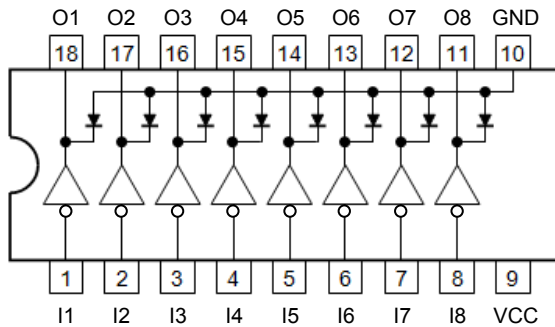 O1 O2 O3 O4 O5 O6 O7 O8 GND
18 17 16 15 14 13 12 11 10
1 2 3 4 5 6 7 8 9
I1 I2 I3 I4 I5 I6 I7 I8 VCC